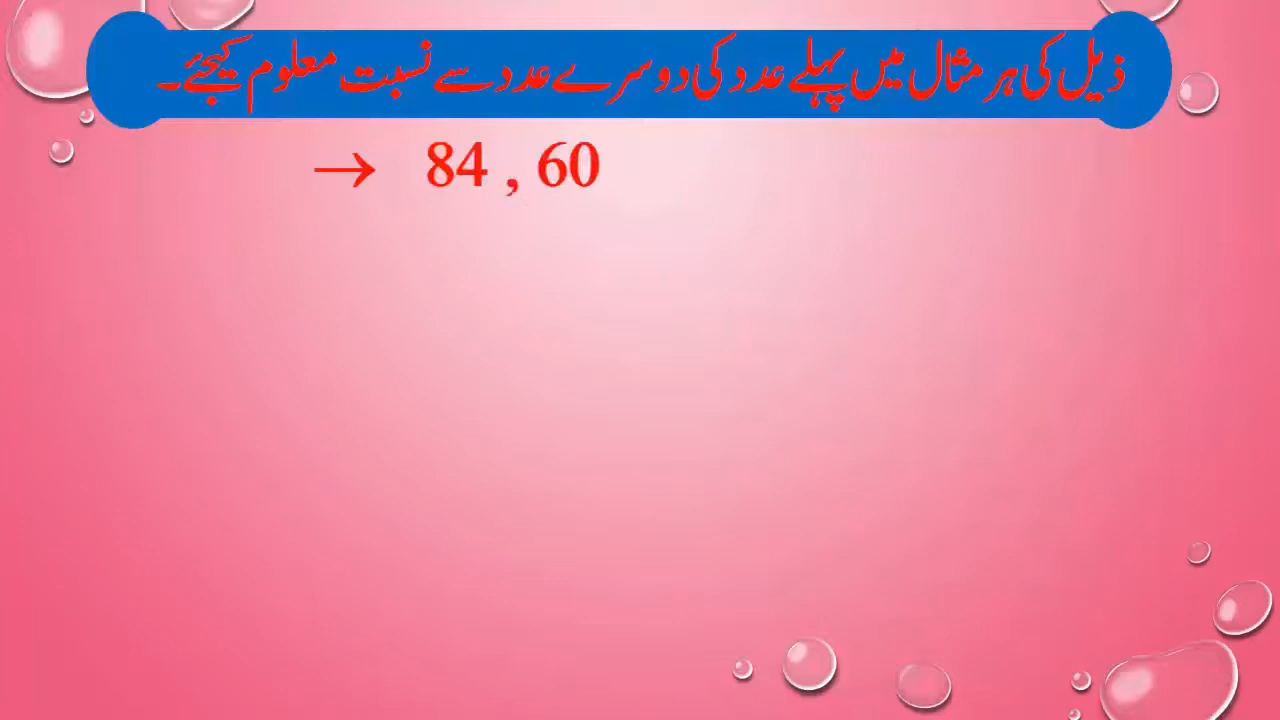 ذیل کی ہر مثال میں پہلے عدد کی دوسرے عدد سے نسبت معلوم کیجئے۔
→ 84 , 60